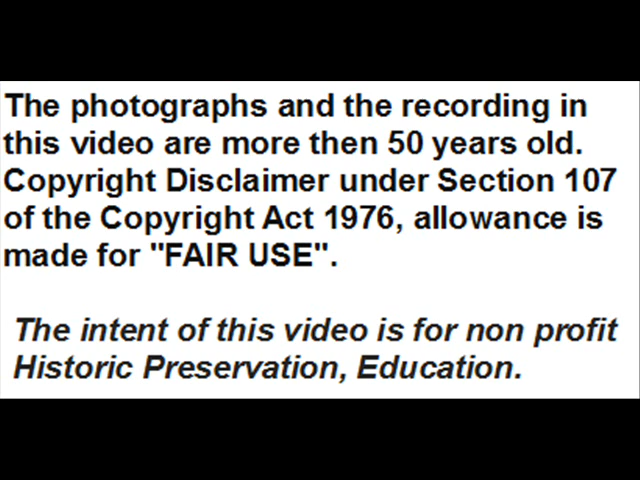 The photographs and the recording in
this video are more then 50 years old.
Copyright Disclaimer under Section 107
of the Copyright Act 1976, allowance is
made for "FAIR USE".
The intent of this video is for non profit
Historic Preservation, Education.